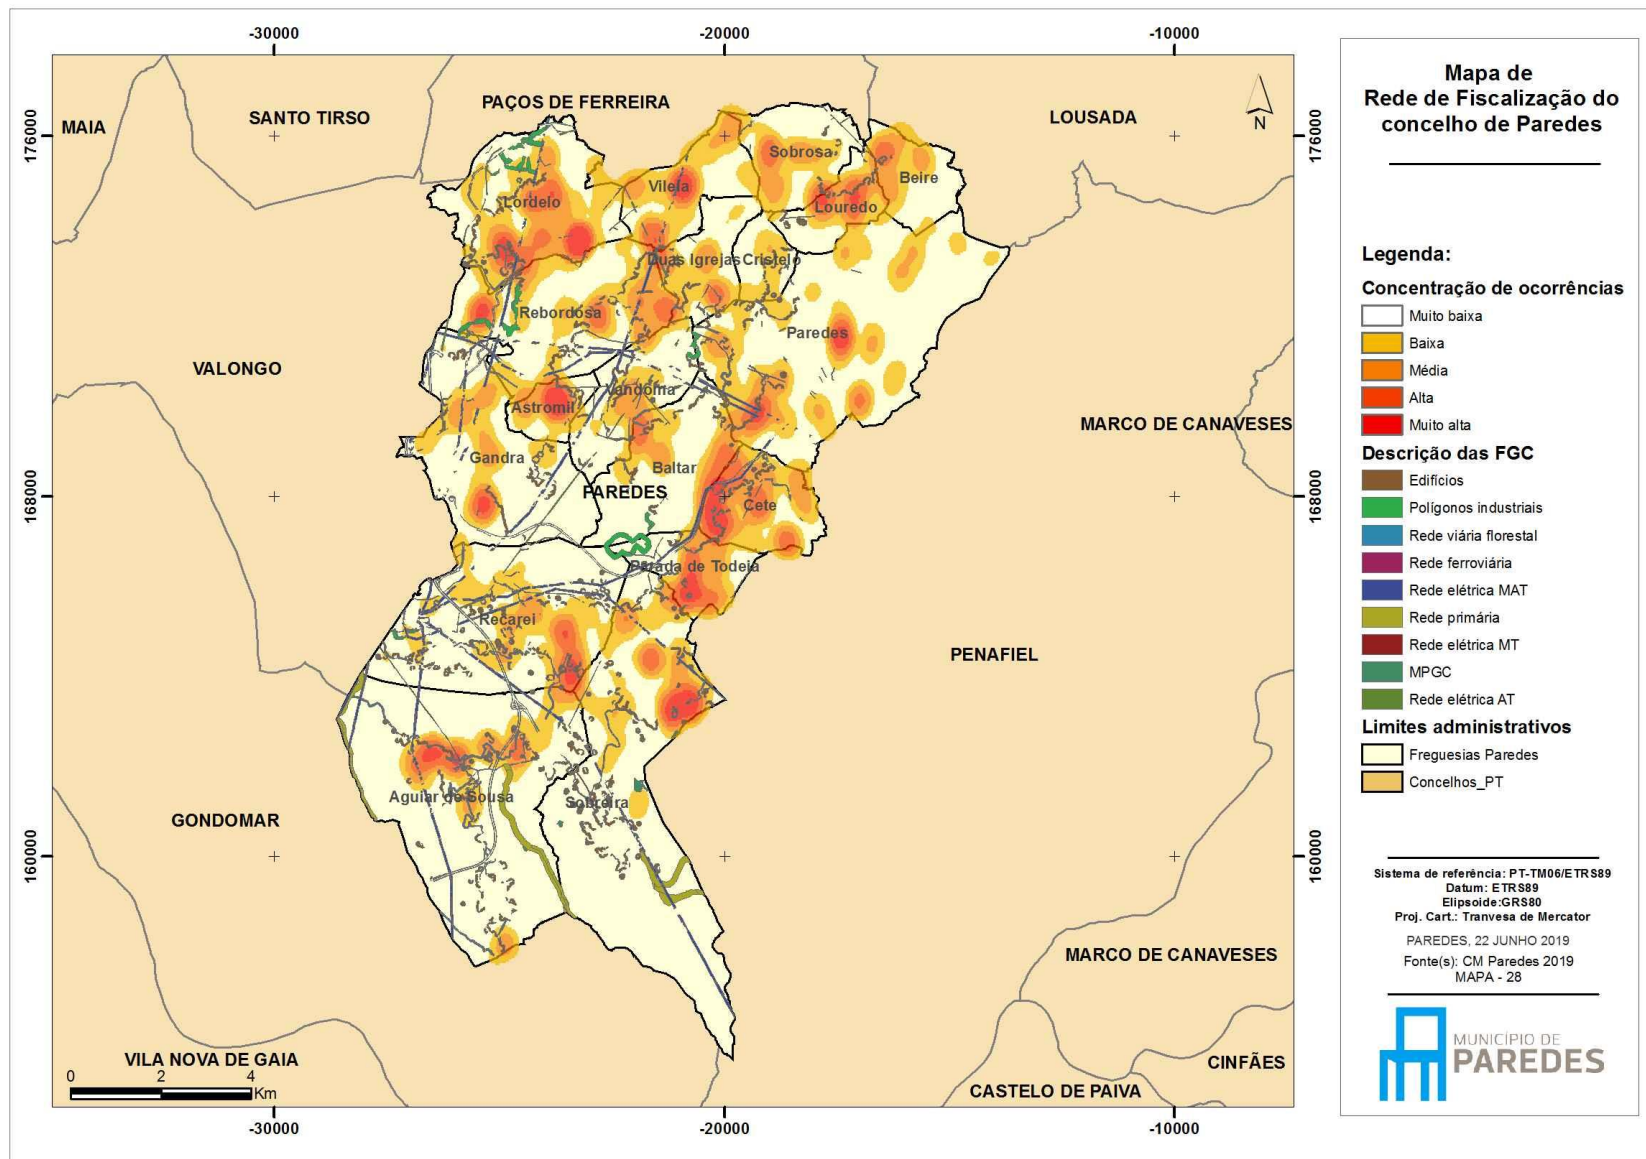 -30000
-20000
-10000
PAÇOS DE FERREIRA
SANTO TIRSO
LOUSADA
MAIA
N
176000
176000
Sobrosa
Beire
Vilela
Lordelo
Louredo
Duas Igrejas
Cristelo
Rebordosa
Paredes
VALONGO
Vandoma
Astromil
MARCO DE CANAVESES
Gandra
Baltar
PAREDES
168000
168000
Cete
Parada de Todeia
Recarei
PENAFIEL
Aguiar de Sousa
Sobreira
GONDOMAR
160000
160000
MARCO DE CANAVESES
VILA NOVA DE GAIA
CINFÃES
CASTELO DE PAIVA
0 2 4
Km
-30000
-20000
-10000
Mapa de
Rede de Fiscalização do
concelho de Paredes
Legenda:
Concentração de ocorrências
Muito baixa
Baixa
Média
Alta
Muito alta
Descrição das FGC
Edifícios
Polígonos industriais
Rede viária florestal
Rede ferroviária
Rede elétrica MAT
Rede primária
Rede elétrica MT
MPGC
Rede elétrica AT
Limites administrativos
Freguesias Paredes
Concelhos_PT
Sistema de referência: PT-TM06/ETRS89
Datum: ETRS89
Elipsoide:GRS80
Proj. Cart.: Tranvesa de Mercator
PAREDES, 22 JUNHO 2019
Fonte(s): CM Paredes 2019
MAPA - 28
MUNICÍPIO DE
PAREDES